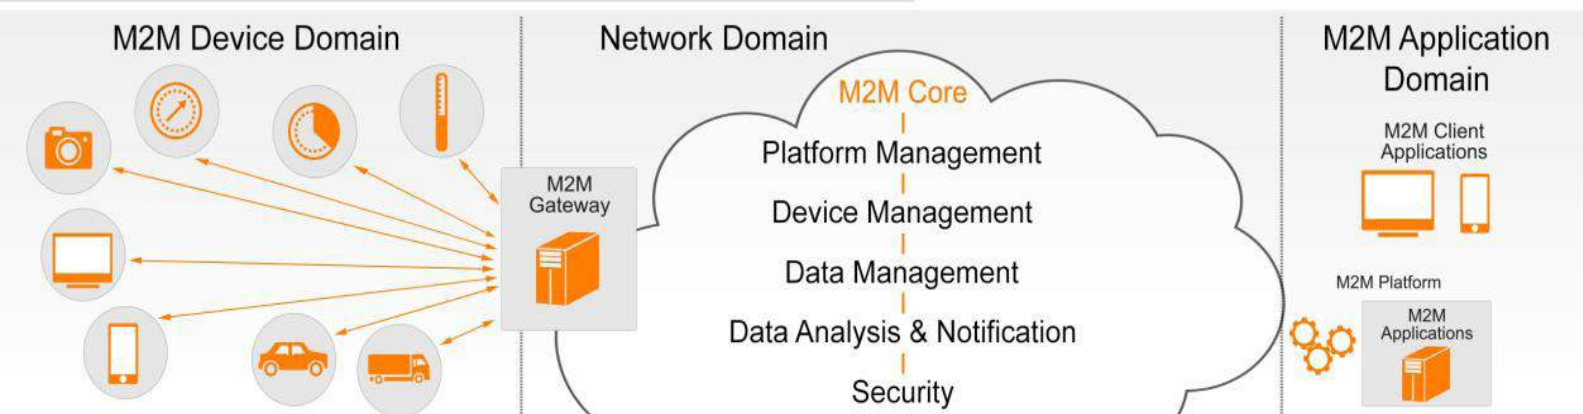 M2M Device Domain
M2M
Gateway
Network Domain
M2M Core
Platform Management
Device Management
Data Management
Data Analysis & Notification
Security
M2M Application
Domain
M2M Client
Applications
M2M Platform
M2M
Applications